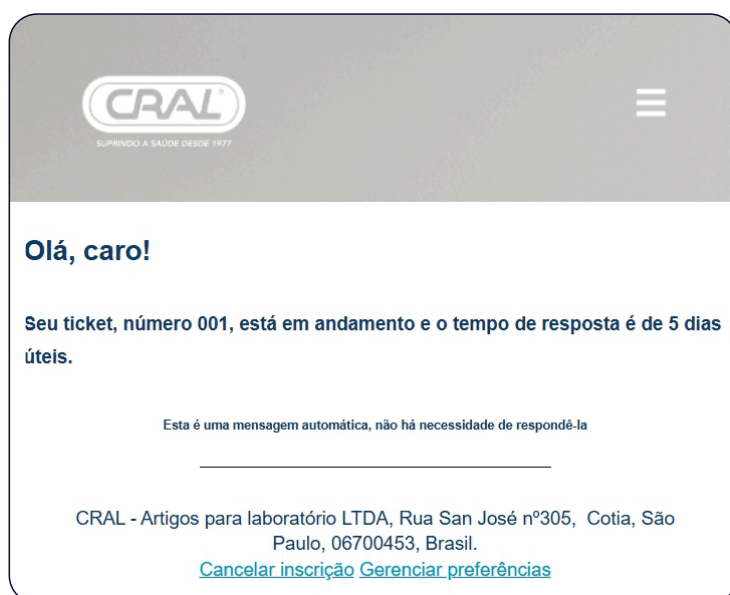 CRAL
SUPRINDO A SAÚDE DESDE 1977
Olá, caro!
Seu ticket, número 001, está em andamento e o tempo de resposta é de 5 dias
úteis.
Esta é uma mensagem automática, não há necessidade de respondê-la
CRAL - Artigos para laboratório LTDA, Rua San José nº305, Cotia, São
Paulo, 06700453, Brasil.
Cancelar inscrição Gerenciar preferências